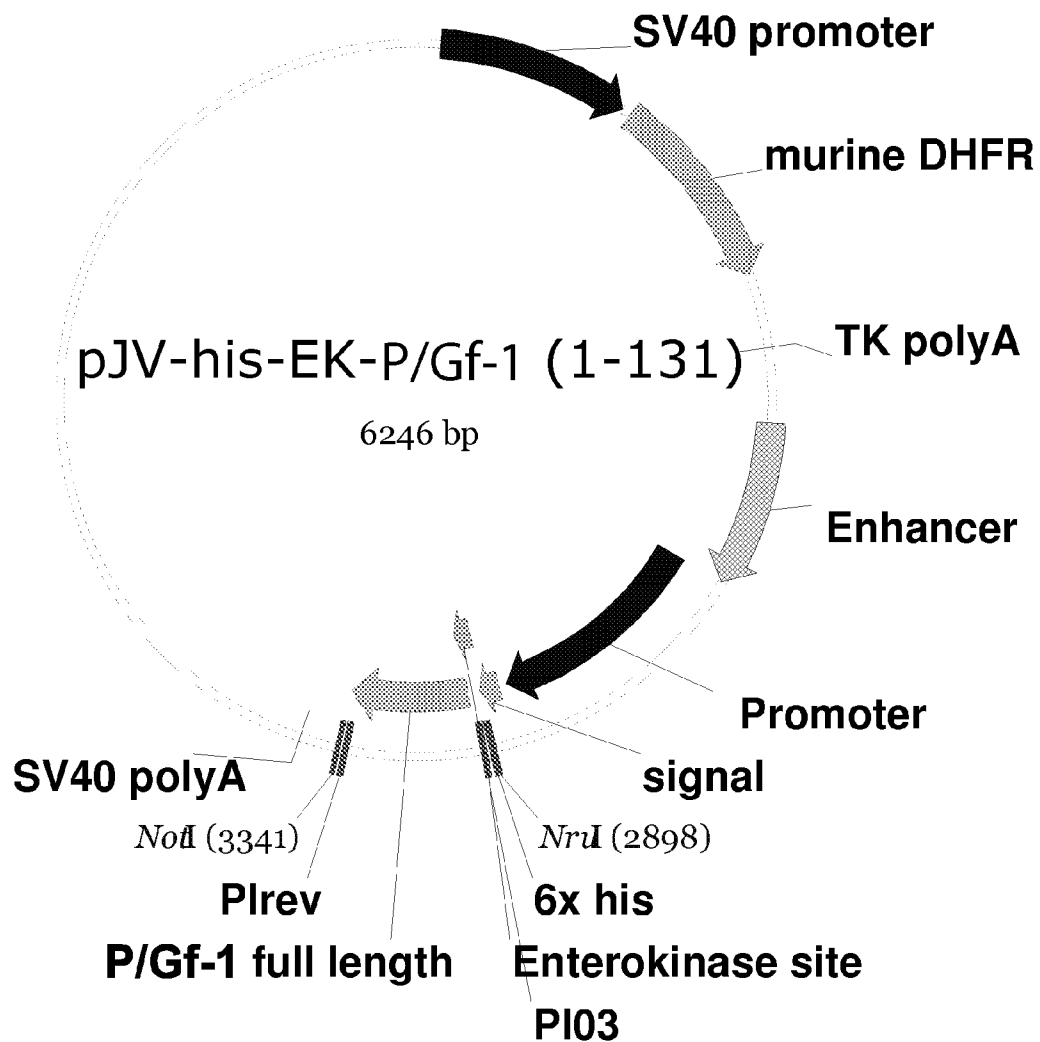 SV40 promoter
murine DHFR
TK polyA
pJV-his-EK-P/Gf-1 (1-131)
6246 bp
Enhancer
Promoter
SV40 polyA
signal
NotI (3341)
NruI (2898)
PIrev
6x his
P/Gf-1 full length
Enterokinase site
PI03